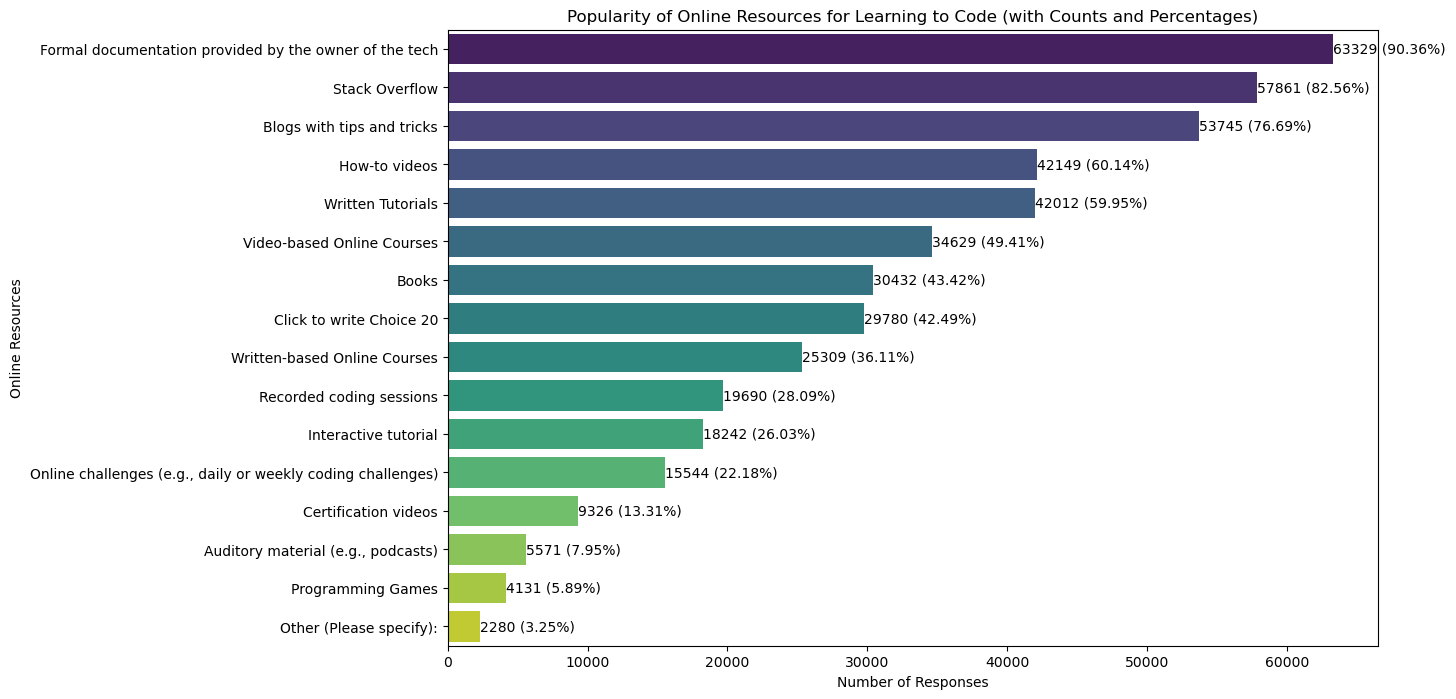 Popularity of Online Resources for Learning to Code (with Counts and Percentages)
Formal documentation provided by the owner of the tech 63329 (90.36%)
Stack Overflow 57861 (82.56%)
Blogs with tips and tricks 53745 (76.69%)
How-to videos 42149 (60.14%)
Written Tutorials 42012 (59.95%)
Video-based Online Courses 34629 (49.41%)
Books 30432 (43.42%)
Click to write Choice 20 29780 (42.49%)
Written-based Online Courses 25309 (36.11%)
Recorded coding sessions 19690 (28.09%)
Interactive tutorial 18242 (26.03%)
Online challenges (e.g., daily or weekly coding challenges) 15544 (22.18%)
Certification videos 9326 (13.31%)
Auditory material (e.g., podcasts) 5571 (7.95%)
Programming Games 4131 (5.89%)
Other (Please specify): 2280 (3.25%)
Online Resources
0 10000 20000 30000 40000 50000 60000
Number of Responses